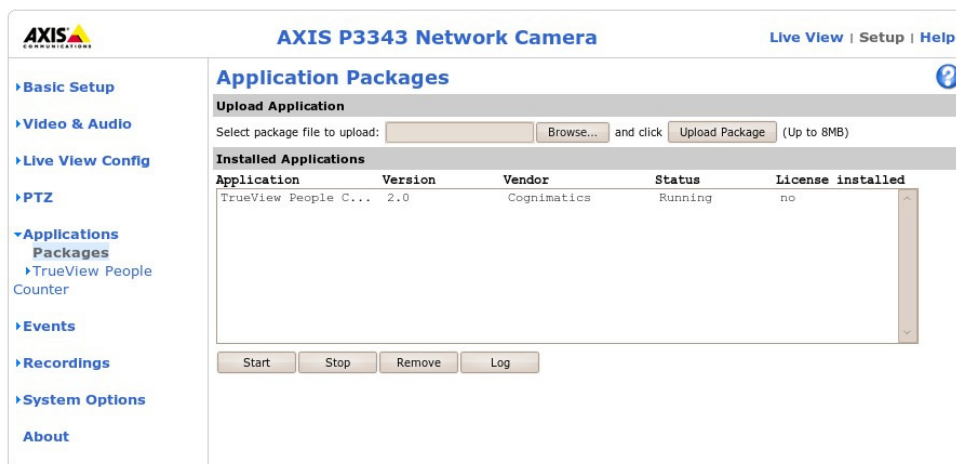 AXIS
COMMUNICATIONS
AXIS P3343 Network Camera
Live View | Setup | Help
Basic Setup
Video & Audio
Live View Config
PTZ
Applications
Packages
TrueView People
Counter
Events
Recordings
System Options
About
Application Packages
?
Upload Application
Select package file to upload: Browse... and click Upload Package (Up to 8MB)
Installed Applications
Application Version Vendor Status License installed
TrueView People C... 2.0 Cognimatics Running no
Start Stop Remove Log